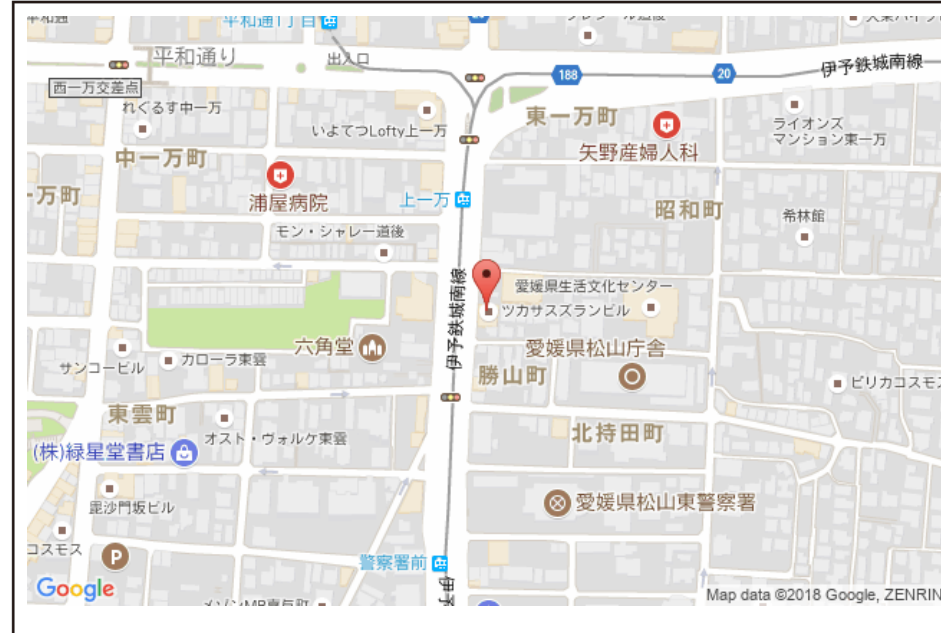 平和通1丁目
平和通り
出入口
188
20
伊予鉄城南線
西一万交差点
れぐるす中一万
いよてつLofty上一万
東一万町
ライオンズ
マンション東一万
中一万町
矢野産婦人科
一万町
浦屋病院
上一万
昭和町
希林館
モン・シャレー道後
伊予鉄城南線
愛媛県生活文化センター
ツカサスズランビル
六角堂
愛媛県松山庁舎
サンコービル
カローラ東雲
勝山町
ピリカコスモス
東雲町
オスト・ヴォルケ東雲
北持田町
(株)緑星堂書店
毘沙門坂ビル
愛媛県松山東警察署
コスモス
P
警察署前
Google
Map data ©2018 Google, ZENRIN